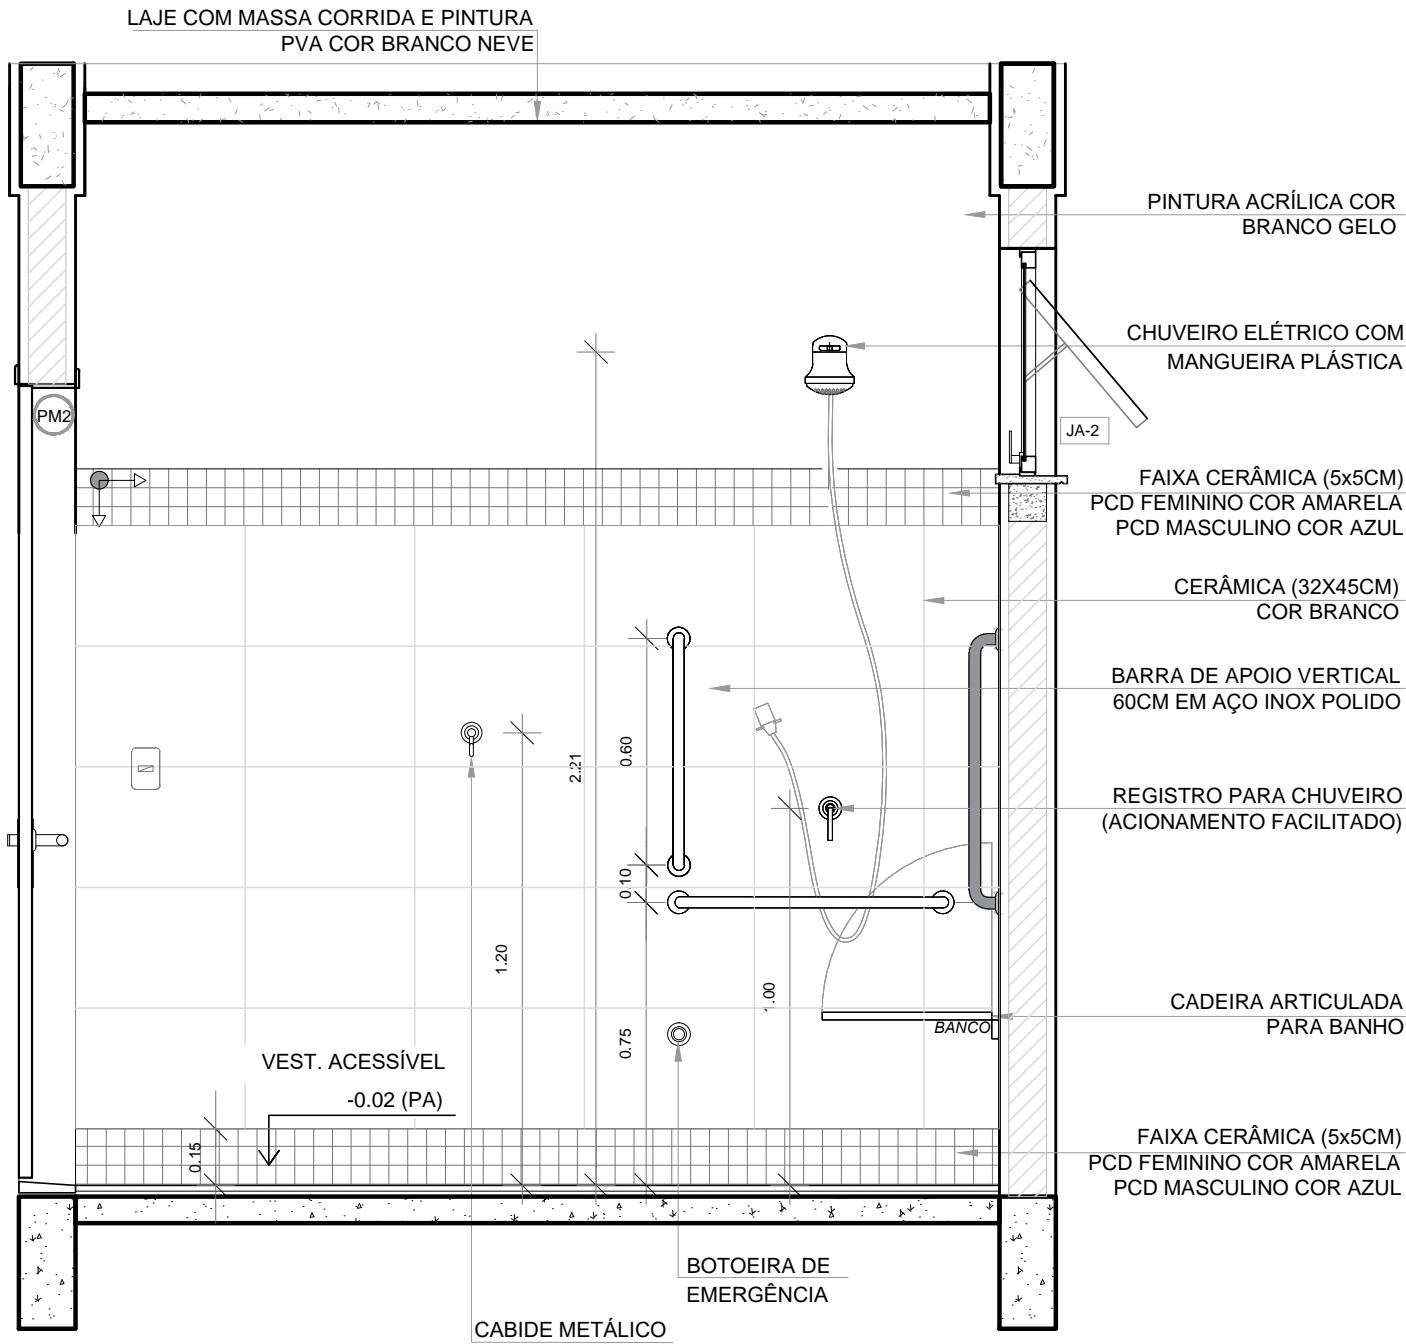 LAJE COM MASSA CORRIDA E PINTURA
PVA COR BRANCO NEVE
PINTURA ACRÍLICA COR
BRANCO GELO
CHUVEIRO ELÉTRICO COM
MANGUEIRA PLÁSTICA
PM2
JA-2
FAIXA CERÂMICA (5x5CM)
PCD FEMININO COR AMARELA
PCD MASCULINO COR AZUL
CERÂMICA (32X45CM)
COR BRANCO
BARRA DE APOIO VERTICAL
60CM EM AÇO INOX POLIDO
0.60
2.21
REGISTRO PARA CHUVEIRO
(ACIONAMENTO FACILITADO)
0.10
1.20
1.00
CADEIRA ARTICULADA
PARA BANHO
BANCO
0.75
VEST. ACESSÍVEL
-0.02 (PA)
0.15
FAIXA CERÂMICA (5x5CM)
PCD FEMININO COR AMARELA
PCD MASCULINO COR AZUL
BOTOEIRA DE
EMERGÊNCIA
CABIDE METÁLICO